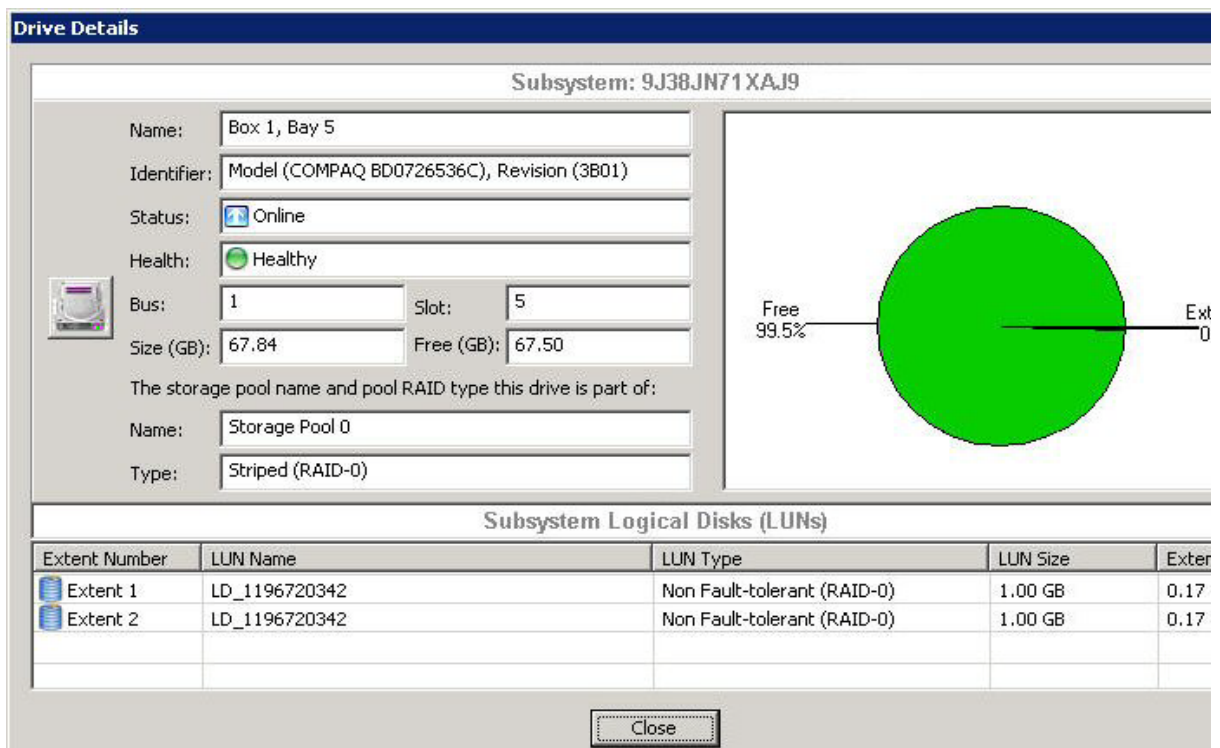 Drive Details
Subsystem: 9J38JN71XAJ9
Name: Box 1, Bay 5
Identifier: Model (COMPAQ BD0726536C), Revision (3B01)
Status: Online
Health: Healthy
Bus: 1 Slot: 5
Size (GB): 67.84 Free (GB): 67.50
The storage pool name and pool RAID type this drive is part of:
Name: Storage Pool 0
Type: Striped (RAID-0)
Free
99.5%
Subsystem Logical Disks (LUNs)
Extent Number LUN Name LUN Type LUN Size
Extent 1 LD_1196720342 Non Fault-tolerant (RAID-0) 1.00 GB 0.17
Extent 2 LD_1196720342 Non Fault-tolerant (RAID-0) 1.00 GB 0.17
Close